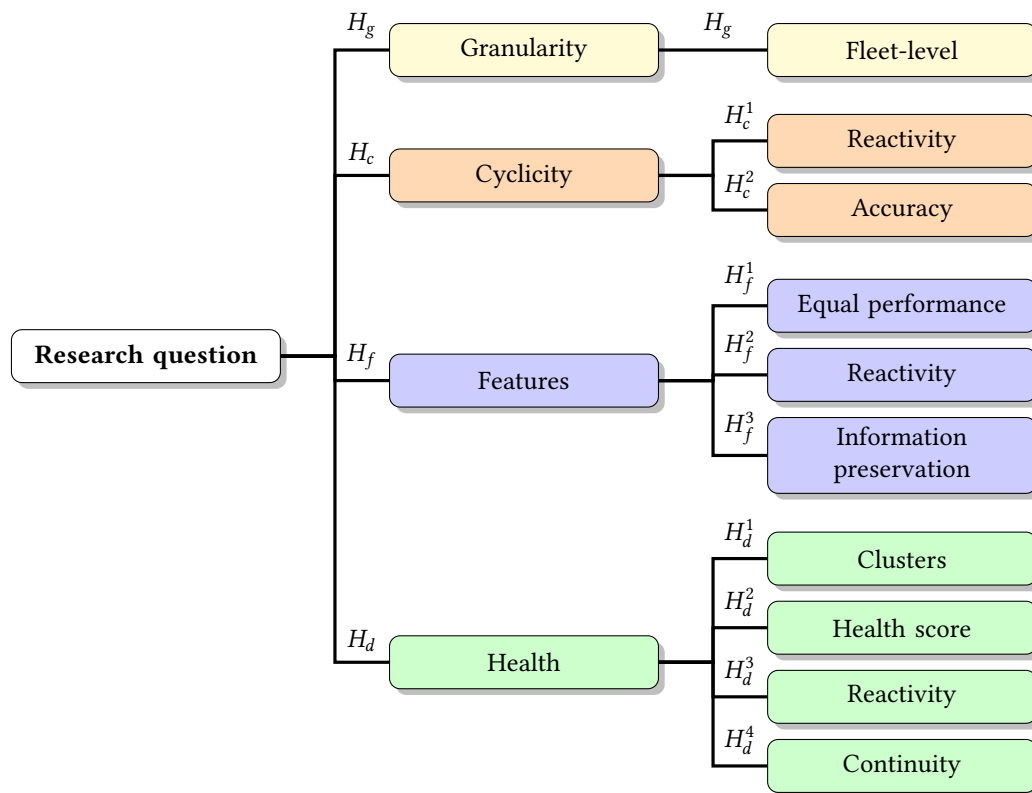 H_g
Granularity
H_g
Fleet-level
H_c
Cyclicity
H_c^1
Reactivity
H_c^2
Accuracy
Research question
H_f
Features
H_f^1
Equal performance
H_f^2
Reactivity
H_f^3
Information
preservation
H_d
Health
H_d^1
Clusters
H_d^2
Health score
H_d^3
Reactivity
H_d^4
Continuity